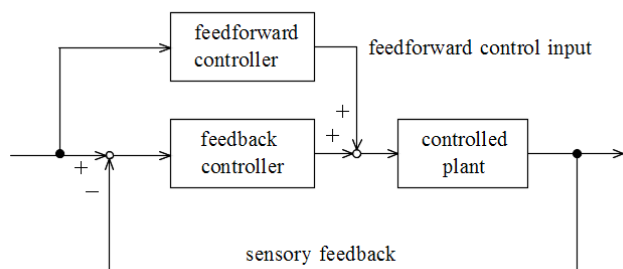 feedforward
controller
feedforward control input
+
+
feedback
controller
controlled
plant
+
−
sensory feedback